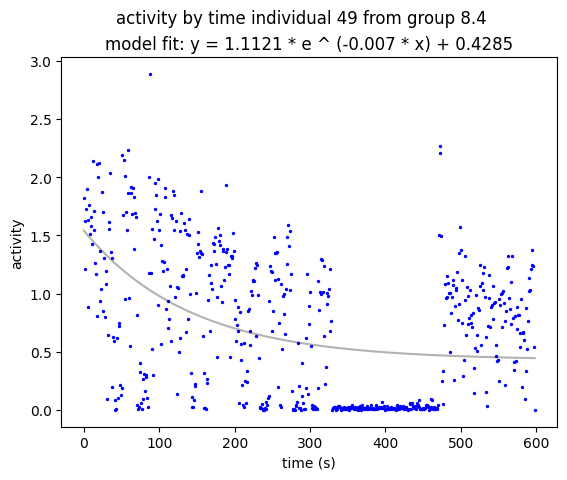 activity by time individual 49 from group 8.4
model fit: y = 1.1121 * e ^ (-0.007 * x) + 0.4285
3.0
2.5
2.0
1.5
1.0
0.5
0.0
activity
0 100 200 300 400 500 600
time (s)